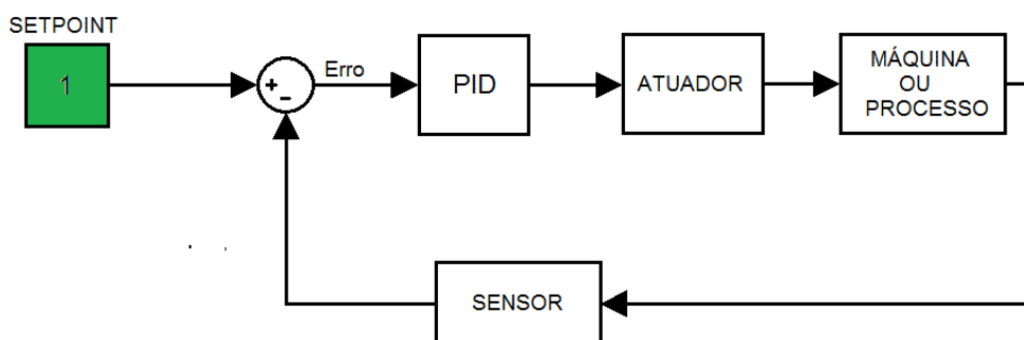 SETPOINT
1
+
-
Erro
PID
ATUADOR
MÁQUINA
OU
PROCESSO
SENSOR